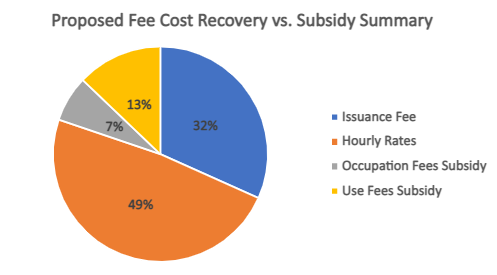 Proposed Fee Cost Recovery vs. Subsidy Summary
13%
32%
7%
49%
Issuance Fee
Hourly Rates
Occupation Fees Subsidy
Use Fees Subsidy